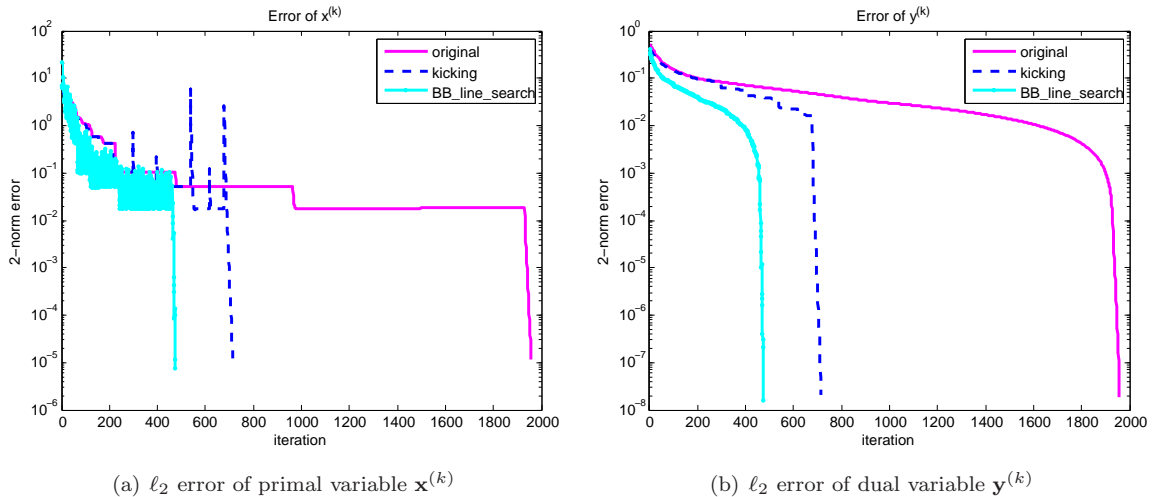 Error of x^(k)
10^2
10^1
10^0
10^−1
10^−2
10^−3
10^−4
10^−5
10^−6
2−norm error
0 200 400 600 800 1000 1200 1400 1600 1800 2000
iteration
original
kicking
BB_line_search
(a) ℓ₂ error of primal variable x^(k)
Error of y^(k)
10^0
10^−1
10^−2
10^−3
10^−4
10^−5
10^−6
10^−7
10^−8
2−norm error
0 200 400 600 800 1000 1200 1400 1600 1800 2000
iteration
original
kicking
BB_line_search
(b) ℓ₂ error of dual variable y^(k)